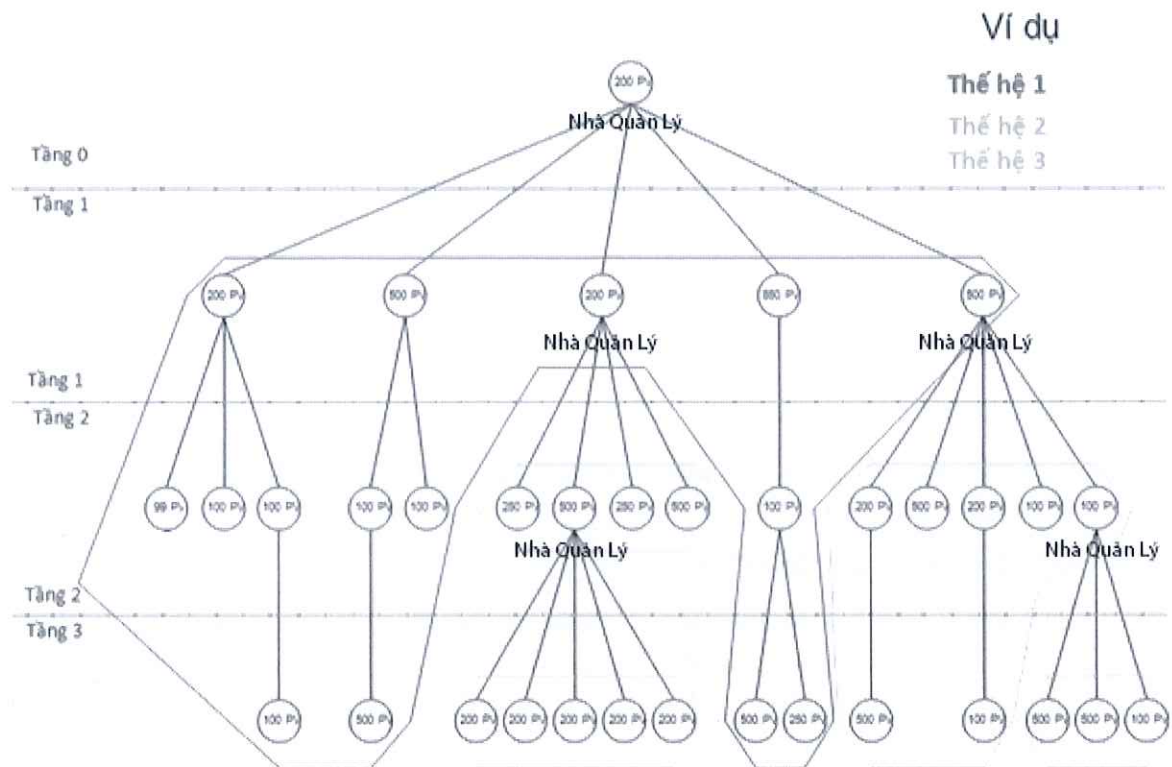 Ví dụ
Thế hệ 1
Thế hệ 2
Thế hệ 3
200 PV
Nhà Quản Lý
Tầng 0
Tầng 1
200 PV
500 PV
200 PV
500 PV
Nhà Quản Lý
Nhà Quản Lý
Tầng 1
Tầng 2
99 PV
100 PV
100 PV
100 PV
100 PV
250 PV
500 PV
250 PV
500 PV
100 PV
200 PV
500 PV
200 PV
100 PV
100 PV
Nhà Quản Lý
Nhà Quản Lý
Tầng 2
Tầng 3
100 PV
500 PV
200 PV
200 PV
200 PV
200 PV
200 PV
500 PV
250 PV
500 PV
100 PV
500 PV
500 PV
100 PV